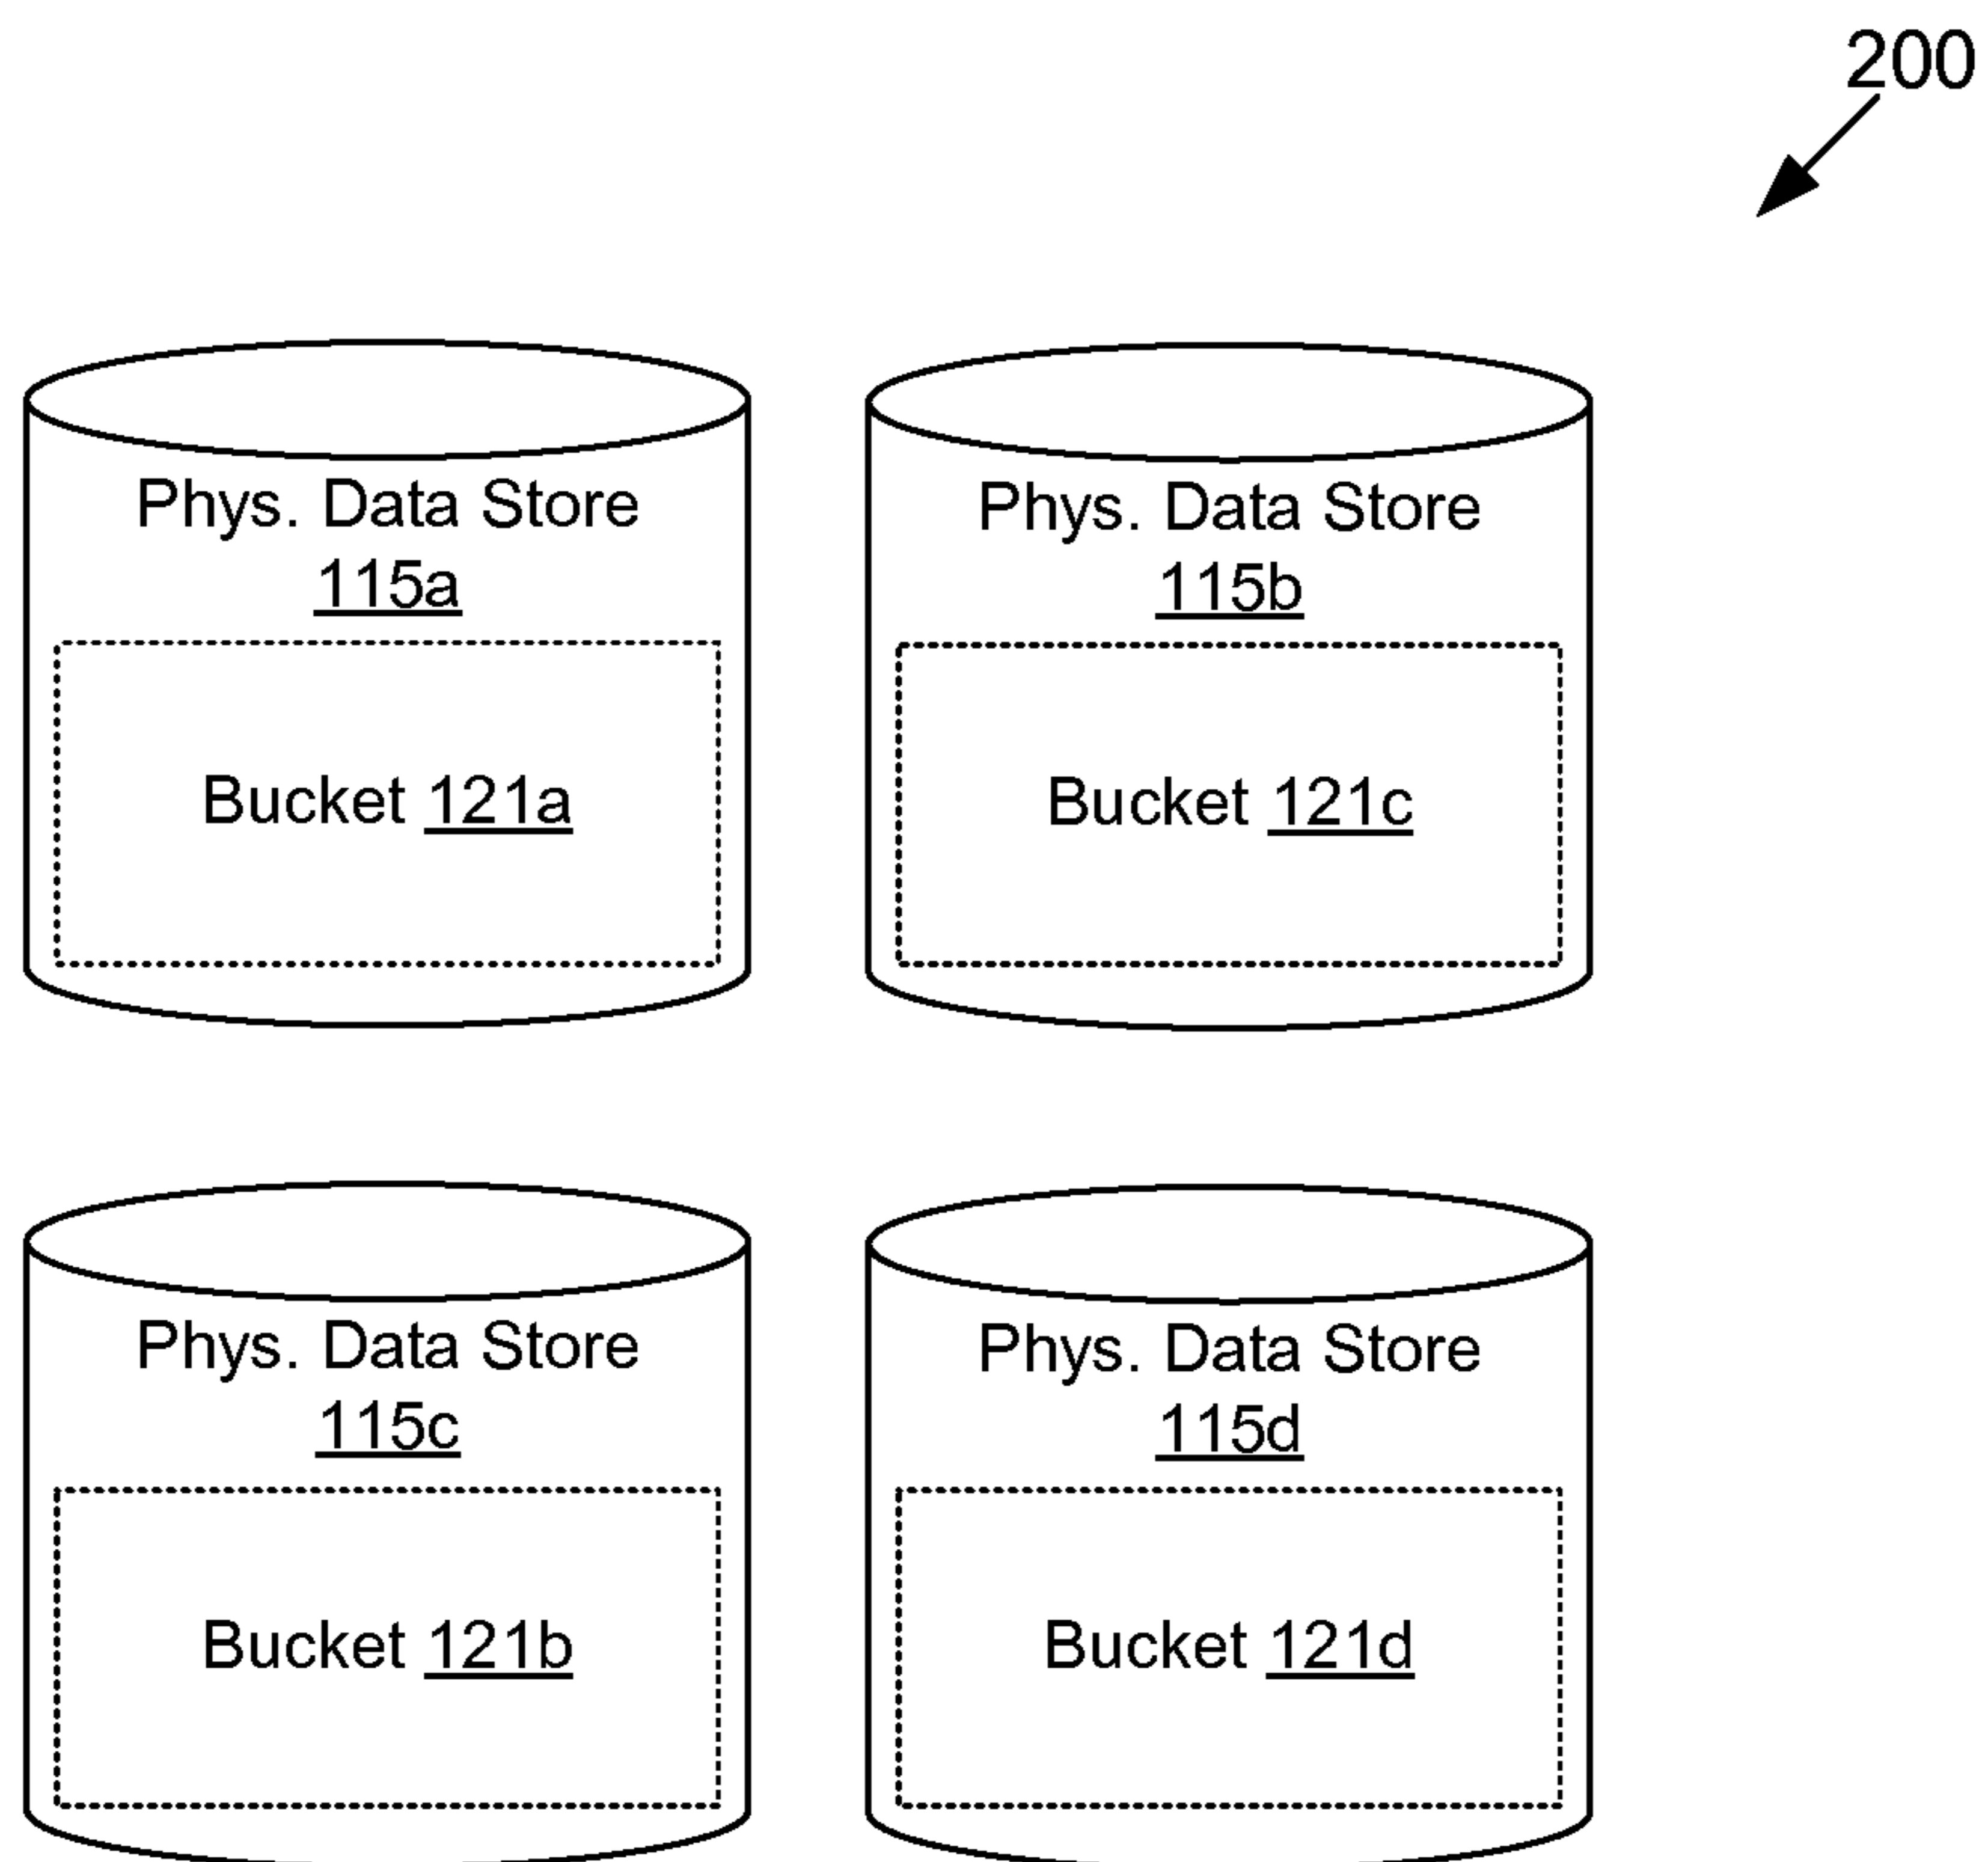 200
Phys. Data Store
115a
Bucket 121a
Phys. Data Store
115b
Bucket 121c
Phys. Data Store
115c
Bucket 121b
Phys. Data Store
115d
Bucket 121d